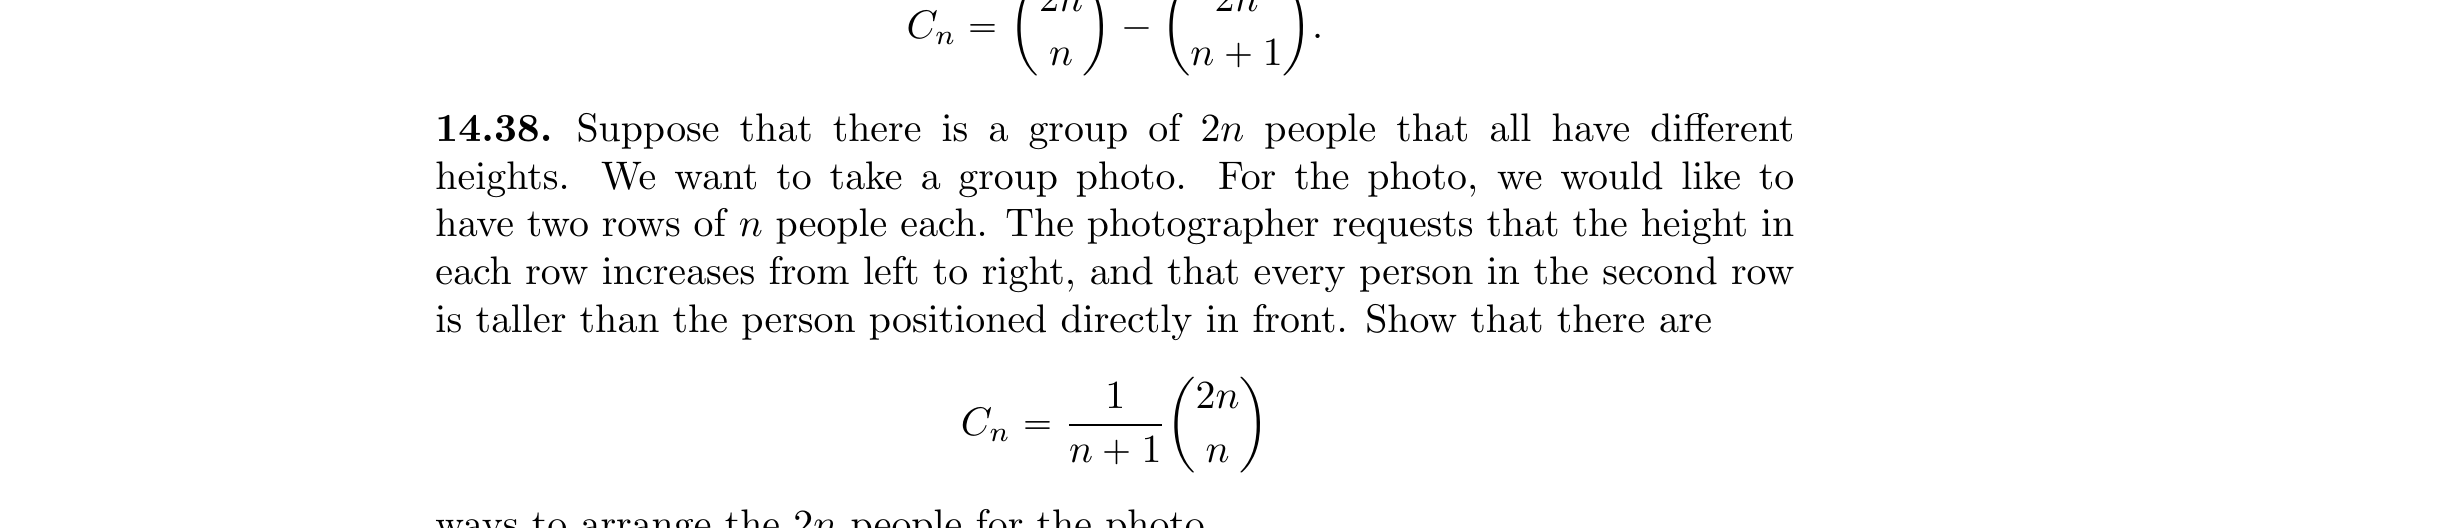 C_n = \binom{2n}{n} - \binom{2n}{n+1}.
14.38. Suppose that there is a group of 2n people that all have different
heights. We want to take a group photo. For the photo, we would like to
have two rows of n people each. The photographer requests that the height in
each row increases from left to right, and that every person in the second row
is taller than the person positioned directly in front. Show that there are
C_n = \frac{1}{n+1} \binom{2n}{n}
ways to arrange the 2n people for the photo.